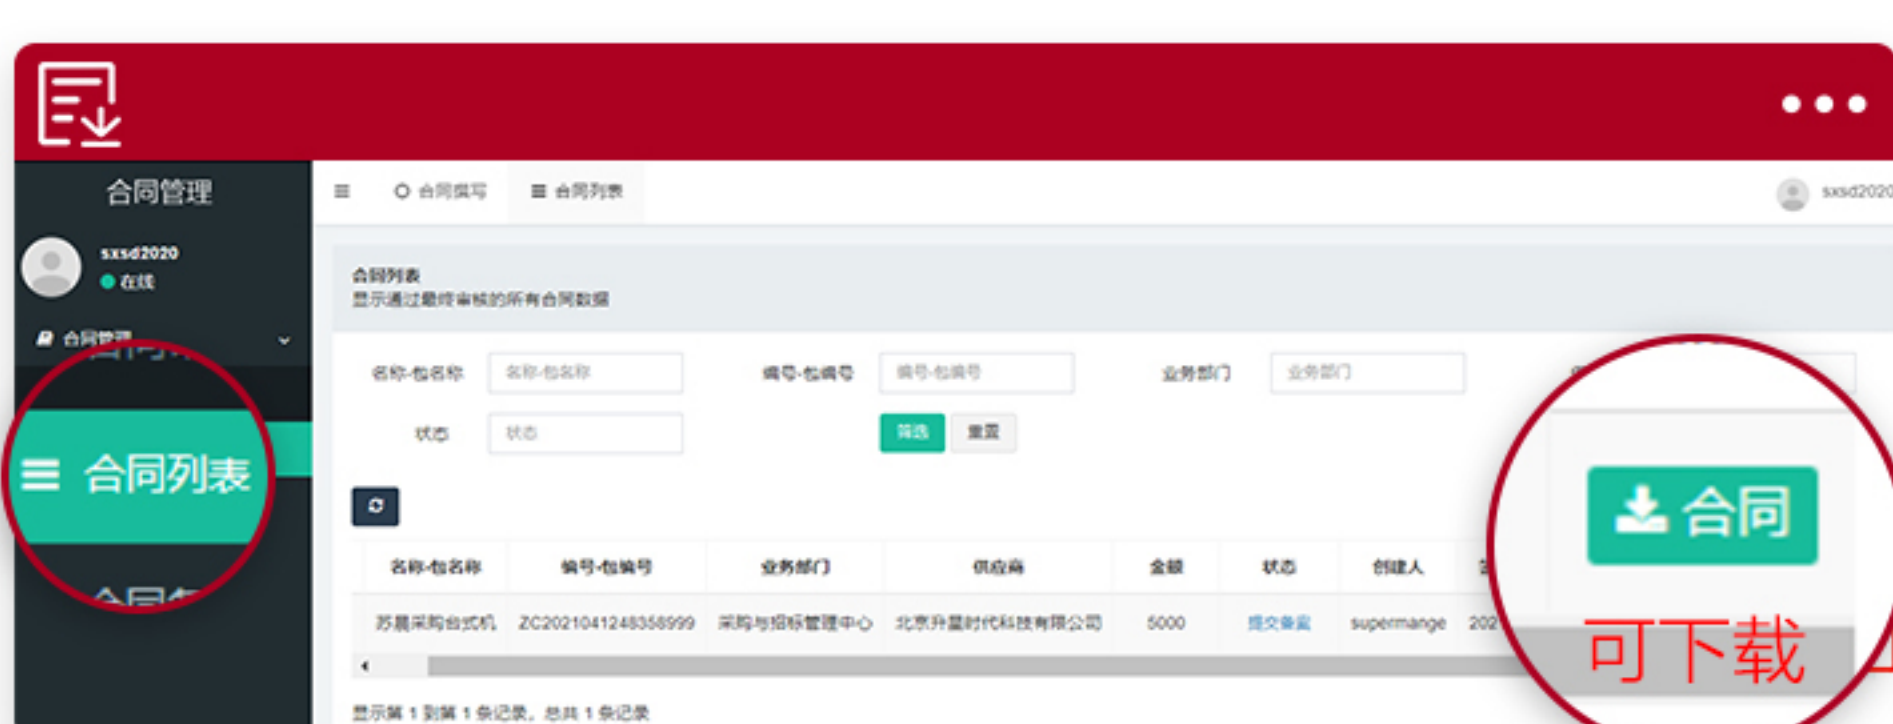 合同管理
合同撰写
合同列表
sxsd2020
sxsd2020
在线
合同列表
显示通过最终审核的所有合同数据
合同管理
名称-包名称
名称-包名称
编号-包编号
编号-包编号
业务部门
业务部门
状态
状态
筛选
重置
合同列表
合同
名称-包名称 编号-包编号 业务部门 供应商 金额 状态 创建人
苏晨采购台式机 ZC2021041248358999 采购与招标管理中心 北京升星时代科技有限公司 5000 提交备案 supermange 202
可下载
显示第 1 到第 1 条记录，总共 1 条记录